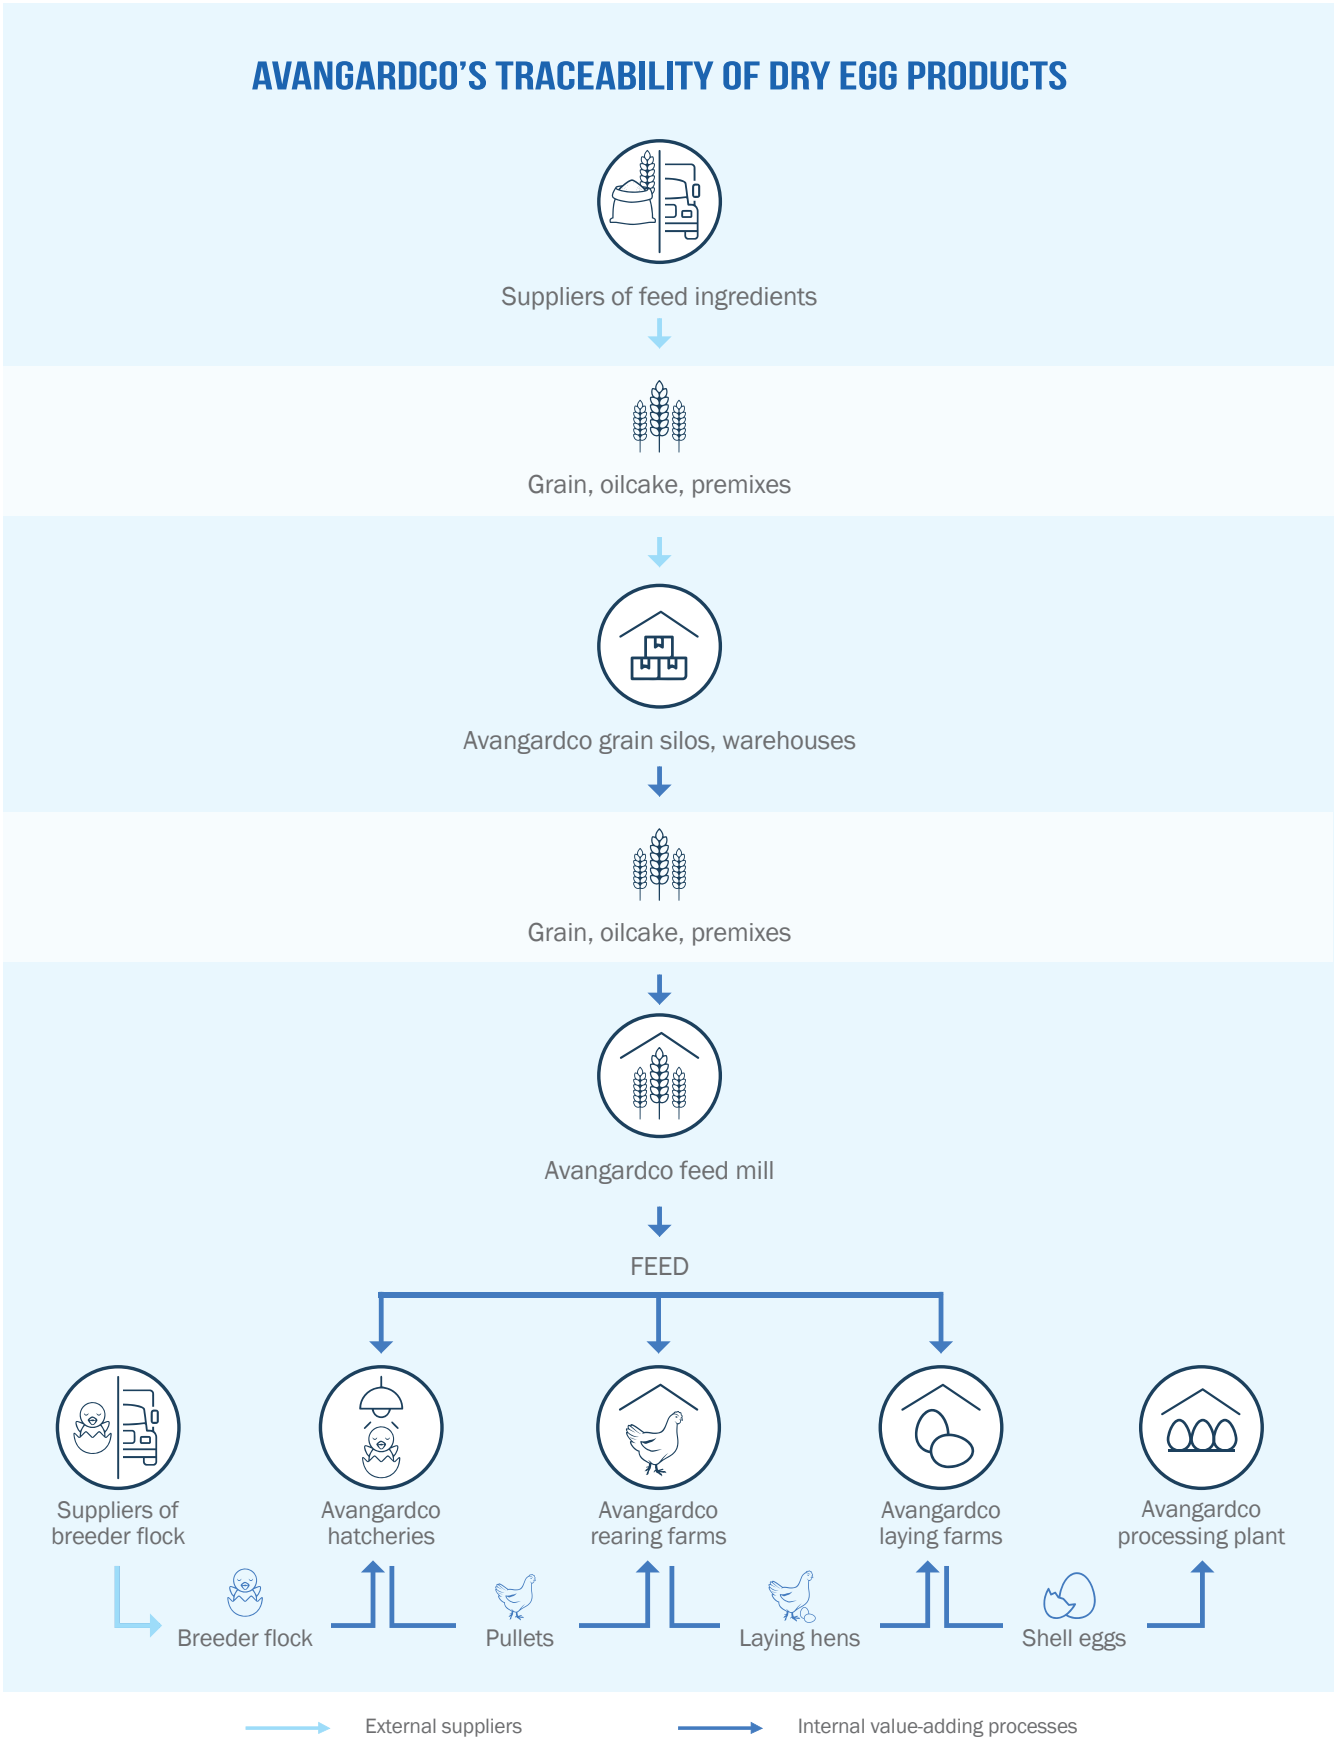 AVANGARDCO’S TRACEABILITY OF DRY EGG PRODUCTS
Suppliers of feed ingredients
Grain, oilcake, premixes
Avangardco grain silos, warehouses
Grain, oilcake, premixes
Avangardco feed mill
FEED
Suppliers of
breeder flock
Avangardco
hatcheries
Avangardco
rearing farms
Avangardco
laying farms
Avangardco
processing plant
Breeder flock
Pullets
Laying hens
Shell eggs
External suppliers
Internal value-adding processes